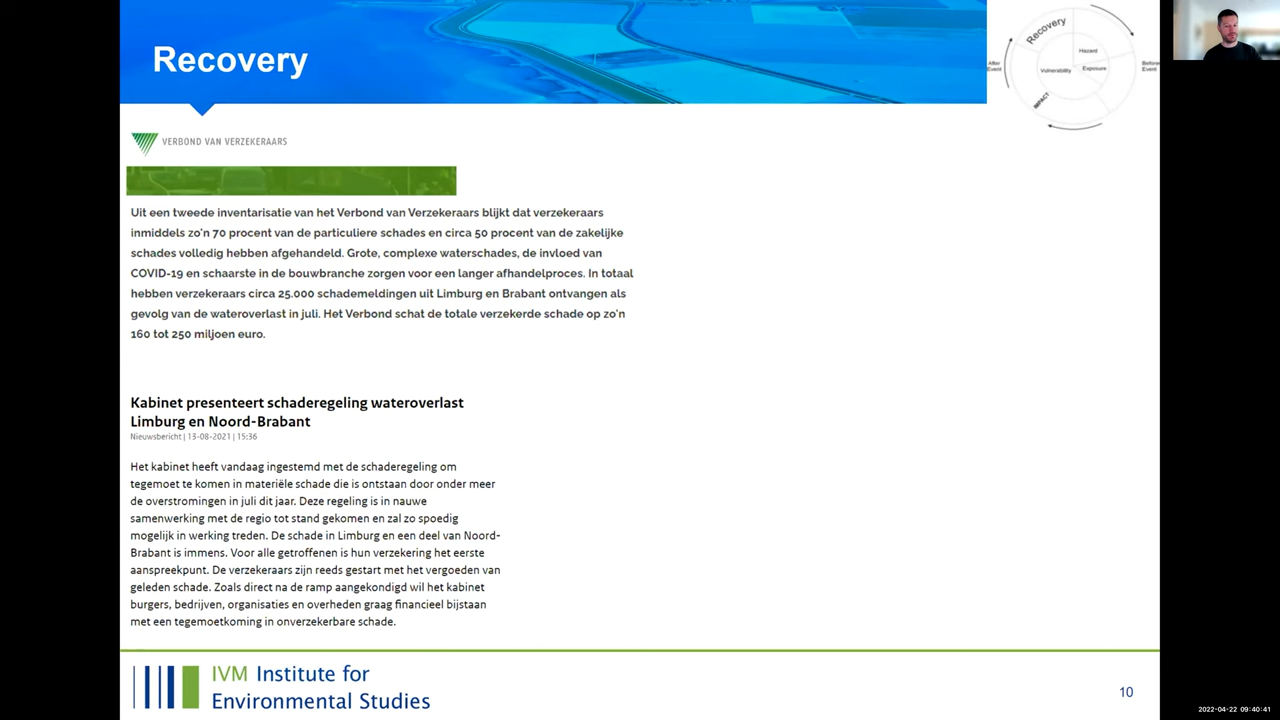 Recovery
Recovery
Hazard
After
Event
Vulnerability
Exposure
Before
Event
IMPACT
VERBOND VAN VERZEKERAARS
Uit een tweede inventarisatie van het Verbond van Verzekeraars blijkt dat verzekeraars
inmiddels zo'n 70 procent van de particuliere schades en circa 50 procent van de zakelijke
schades volledig hebben afgehandeld. Grote, complexe waterschades, de invloed van
COVID-19 en schaarste in de bouwbranche zorgen voor een langer afhandelproces. In totaal
hebben verzekeraars circa 25.000 schademeldingen uit Limburg en Brabant ontvangen als
gevolg van de wateroverlast in juli. Het Verbond schat de totale verzekerde schade op zo'n
160 tot 250 miljoen euro.
Kabinet presenteert schaderegeling wateroverlast
Limburg en Noord-Brabant
Nieuwsbericht | 13-08-2021 | 15:36
Het kabinet heeft vandaag ingestemd met de schaderegeling om
tegemoet te komen in materiële schade die is ontstaan door onder meer
de overstromingen in juli dit jaar. Deze regeling is in nauwe
samenwerking met de regio tot stand gekomen en zal zo spoedig
mogelijk in werking treden. De schade in Limburg en een deel van Noord-
Brabant is immens. Voor alle getroffenen is hun verzekering het eerste
aanspreekpunt. De verzekeraars zijn reeds gestart met het vergoeden van
geleden schade. Zoals direct na de ramp aangekondigd wil het kabinet
burgers, bedrijven, organisaties en overheden graag financieel bijstaan
met een tegemoetkoming in onverzekerbare schade.
IVM Institute for
Environmental Studies
10
2022-04-22 09:40:41